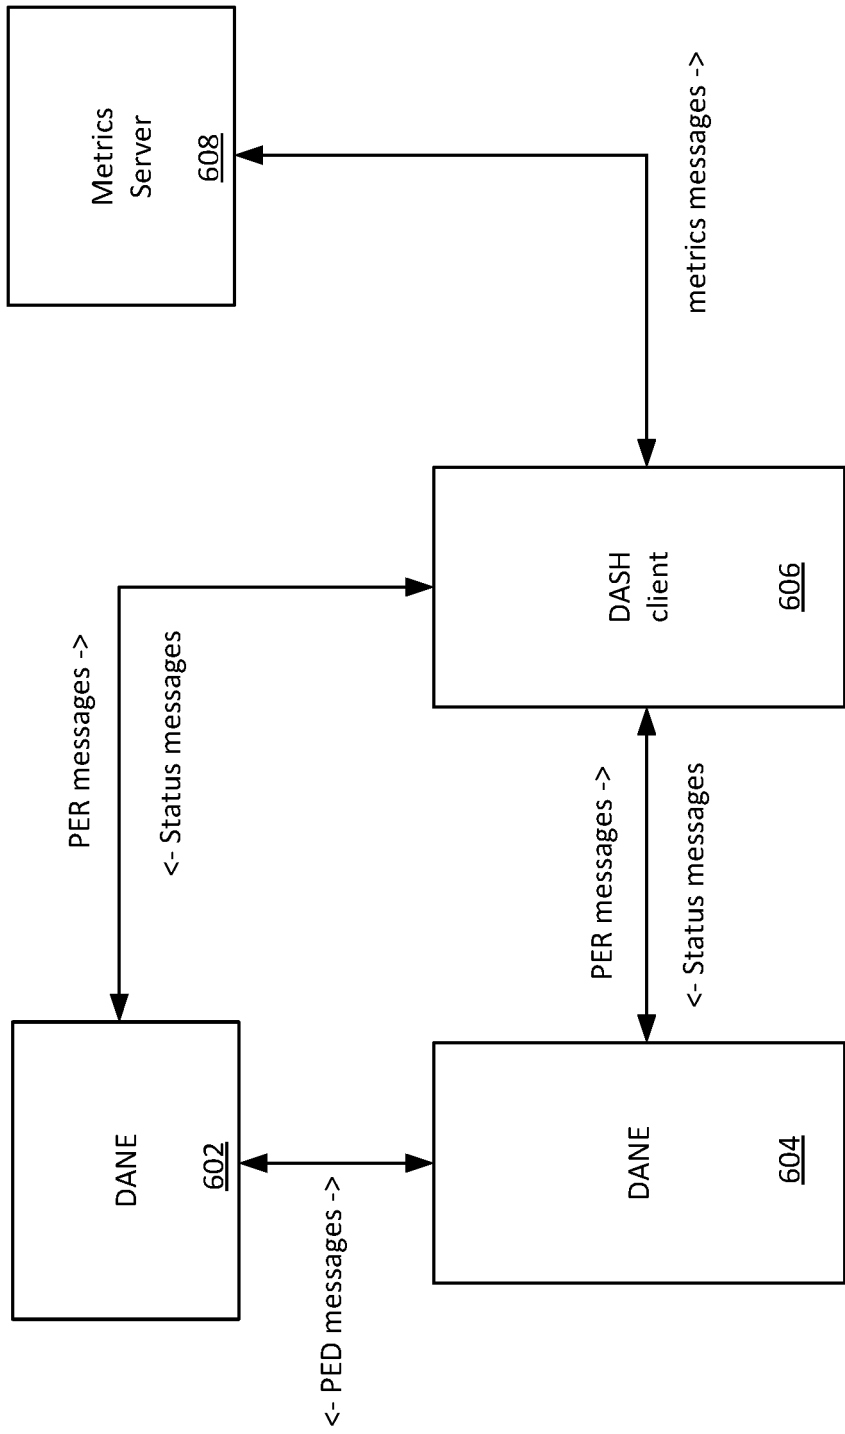 DANE
602
PER messages ->
<- Status messages
Metrics
Server
608
<- PED messages ->
DANE
604
PER messages ->
<- Status messages
DASH
client
606
metrics messages ->